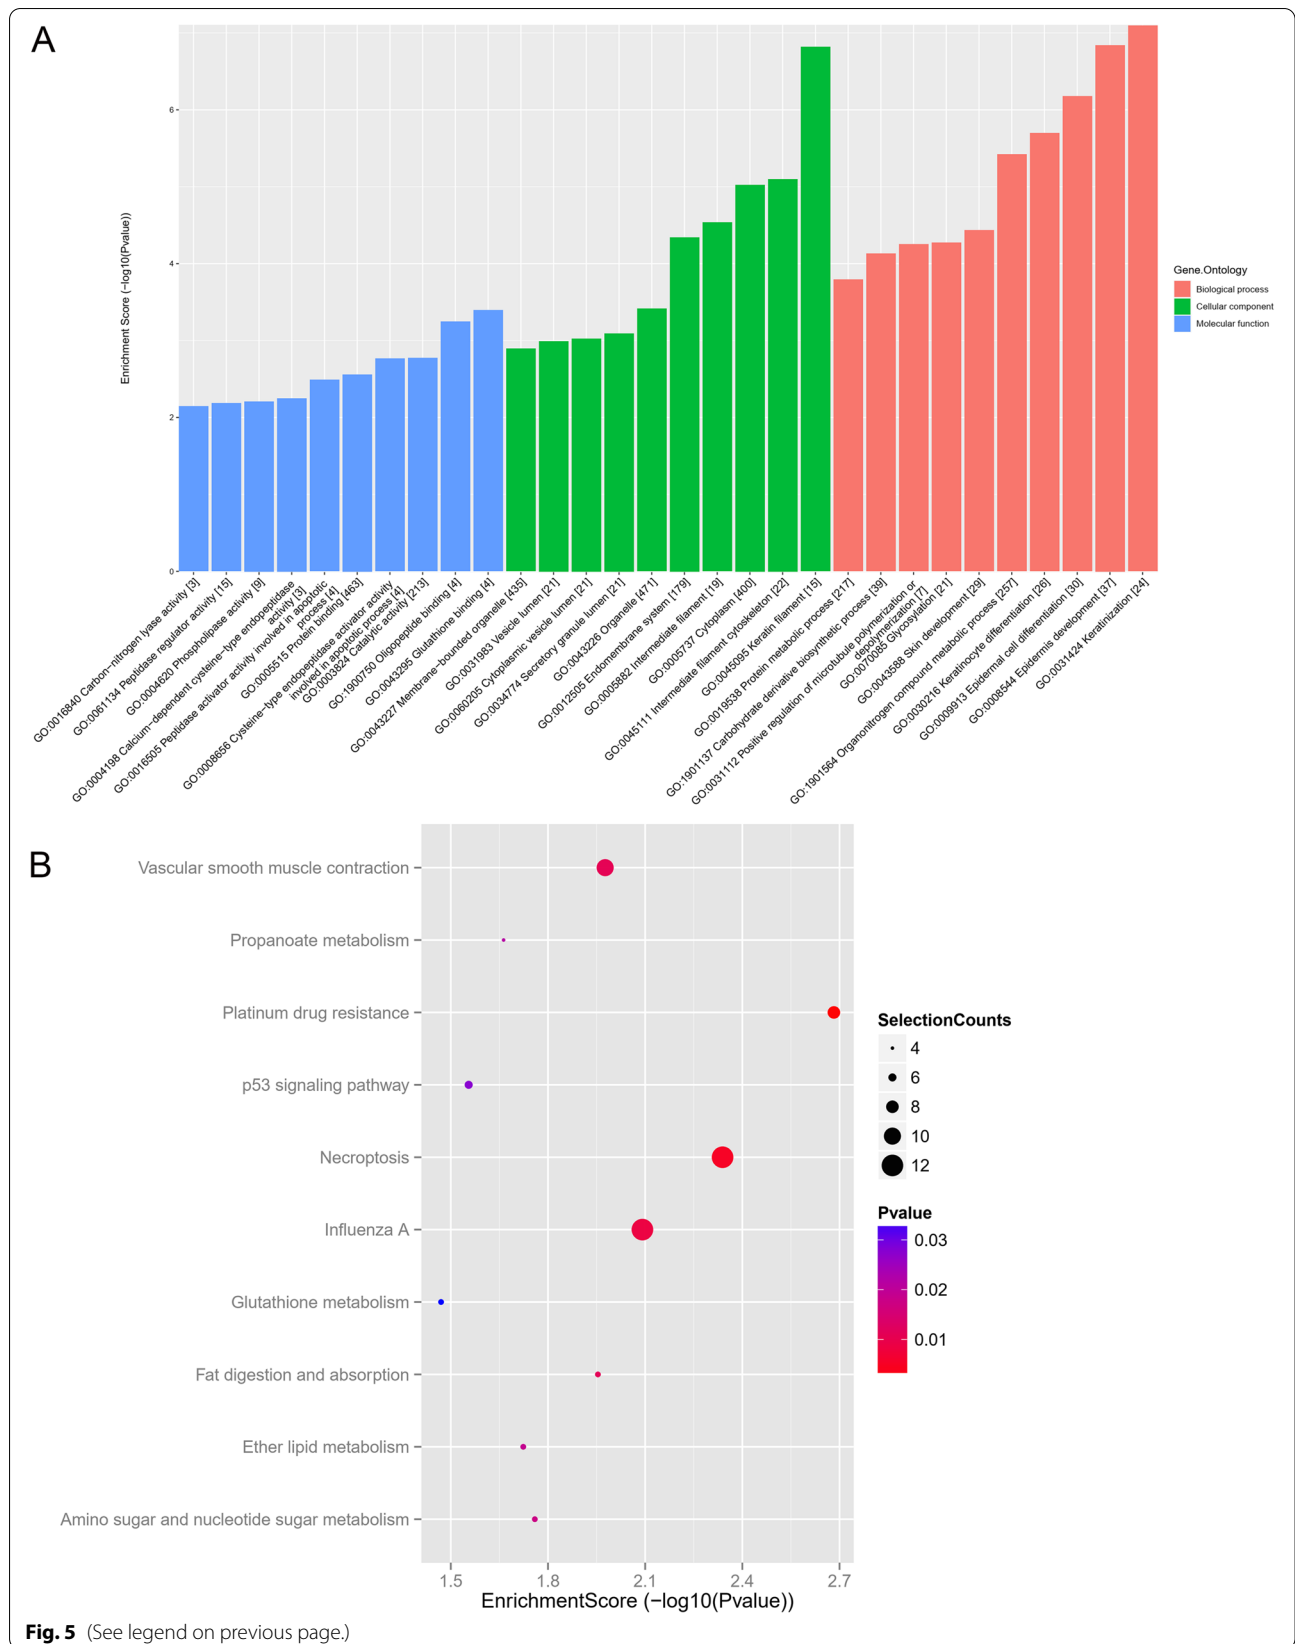 A
6
4
2
0
Enrichment Score (−log10(Pvalue))
Gene.Ontology
Biological process
Cellular component
Molecular function
GO:0016840 Carbon−nitrogen lyase activity [3]
GO:0061134 Peptidase regulator activity [15]
GO:0004620 Phospholipase activity [9]
GO:0004198 Calcium−dependent cysteine−type endopeptidase
activity [3]
GO:0016505 Peptidase activator activity involved in apoptotic
process [4]
GO:0005515 Protein binding [463]
GO:0008656 Cysteine−type endopeptidase activator activity
involved in apoptotic process [4]
GO:0003824 Catalytic activity [213]
GO:1900750 Oligopeptide binding [4]
GO:0043295 Glutathione binding [4]
GO:0043227 Membrane−bounded organelle [435]
GO:0031983 Vesicle lumen [21]
GO:0060205 Cytoplasmic vesicle lumen [21]
GO:0034774 Secretory granule lumen [21]
GO:0043226 Organelle [471]
GO:0012505 Endomembrane system [179]
GO:0005882 Intermediate filament [19]
GO:0005737 Cytoplasm [400]
GO:0045111 Intermediate filament cytoskeleton [22]
GO:0045095 Keratin filament [15]
GO:0019538 Protein metabolic process [217]
GO:1901137 Carbohydrate derivative biosynthetic process [39]
GO:0031112 Positive regulation of microtubule polymerization or
depolymerization [7]
GO:0070085 Glycosylation [21]
GO:0043588 Skin development [29]
GO:1901564 Organonitrogen compound metabolic process [257]
GO:0030216 Keratinocyte differentiation [26]
GO:0009913 Epidermal cell differentiation [30]
GO:0008544 Epidermis development [37]
GO:0031424 Keratinization [24]
B
Vascular smooth muscle contraction
Propanoate metabolism
Platinum drug resistance
p53 signaling pathway
Necroptosis
Influenza A
Glutathione metabolism
Fat digestion and absorption
Ether lipid metabolism
Amino sugar and nucleotide sugar metabolism
1.5 1.8 2.1 2.4 2.7
EnrichmentScore (−log10(Pvalue))
SelectionCounts
4
6
8
10
12
Pvalue
0.03
0.02
0.01
Fig. 5 (See legend on previous page.)